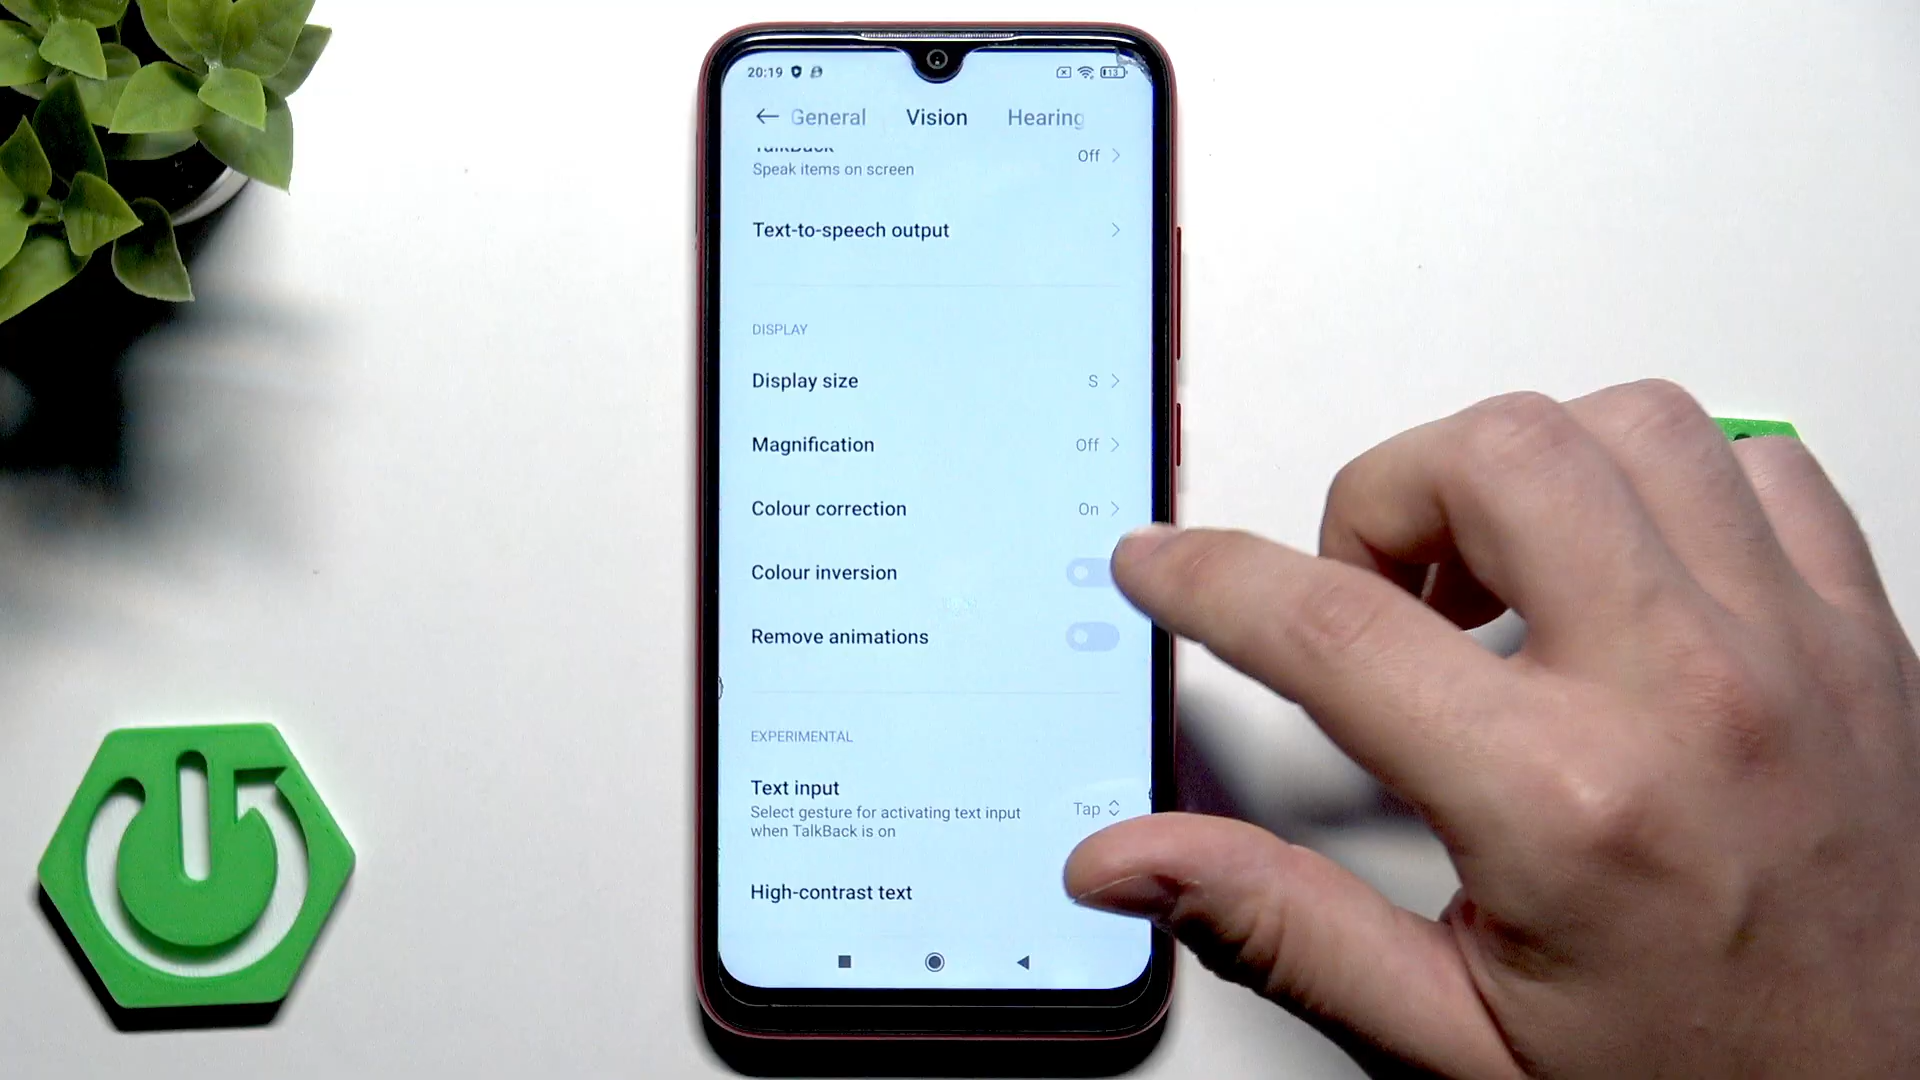 20:19
13
General Vision Hearing
TalkBack
Off
Speak items on screen
Text-to-speech output
DISPLAY
Display size S
Magnification Off
Colour correction On
Colour inversion
Remove animations
EXPERIMENTAL
Text input
Select gesture for activating text input
when TalkBack is on
Tap
High-contrast text